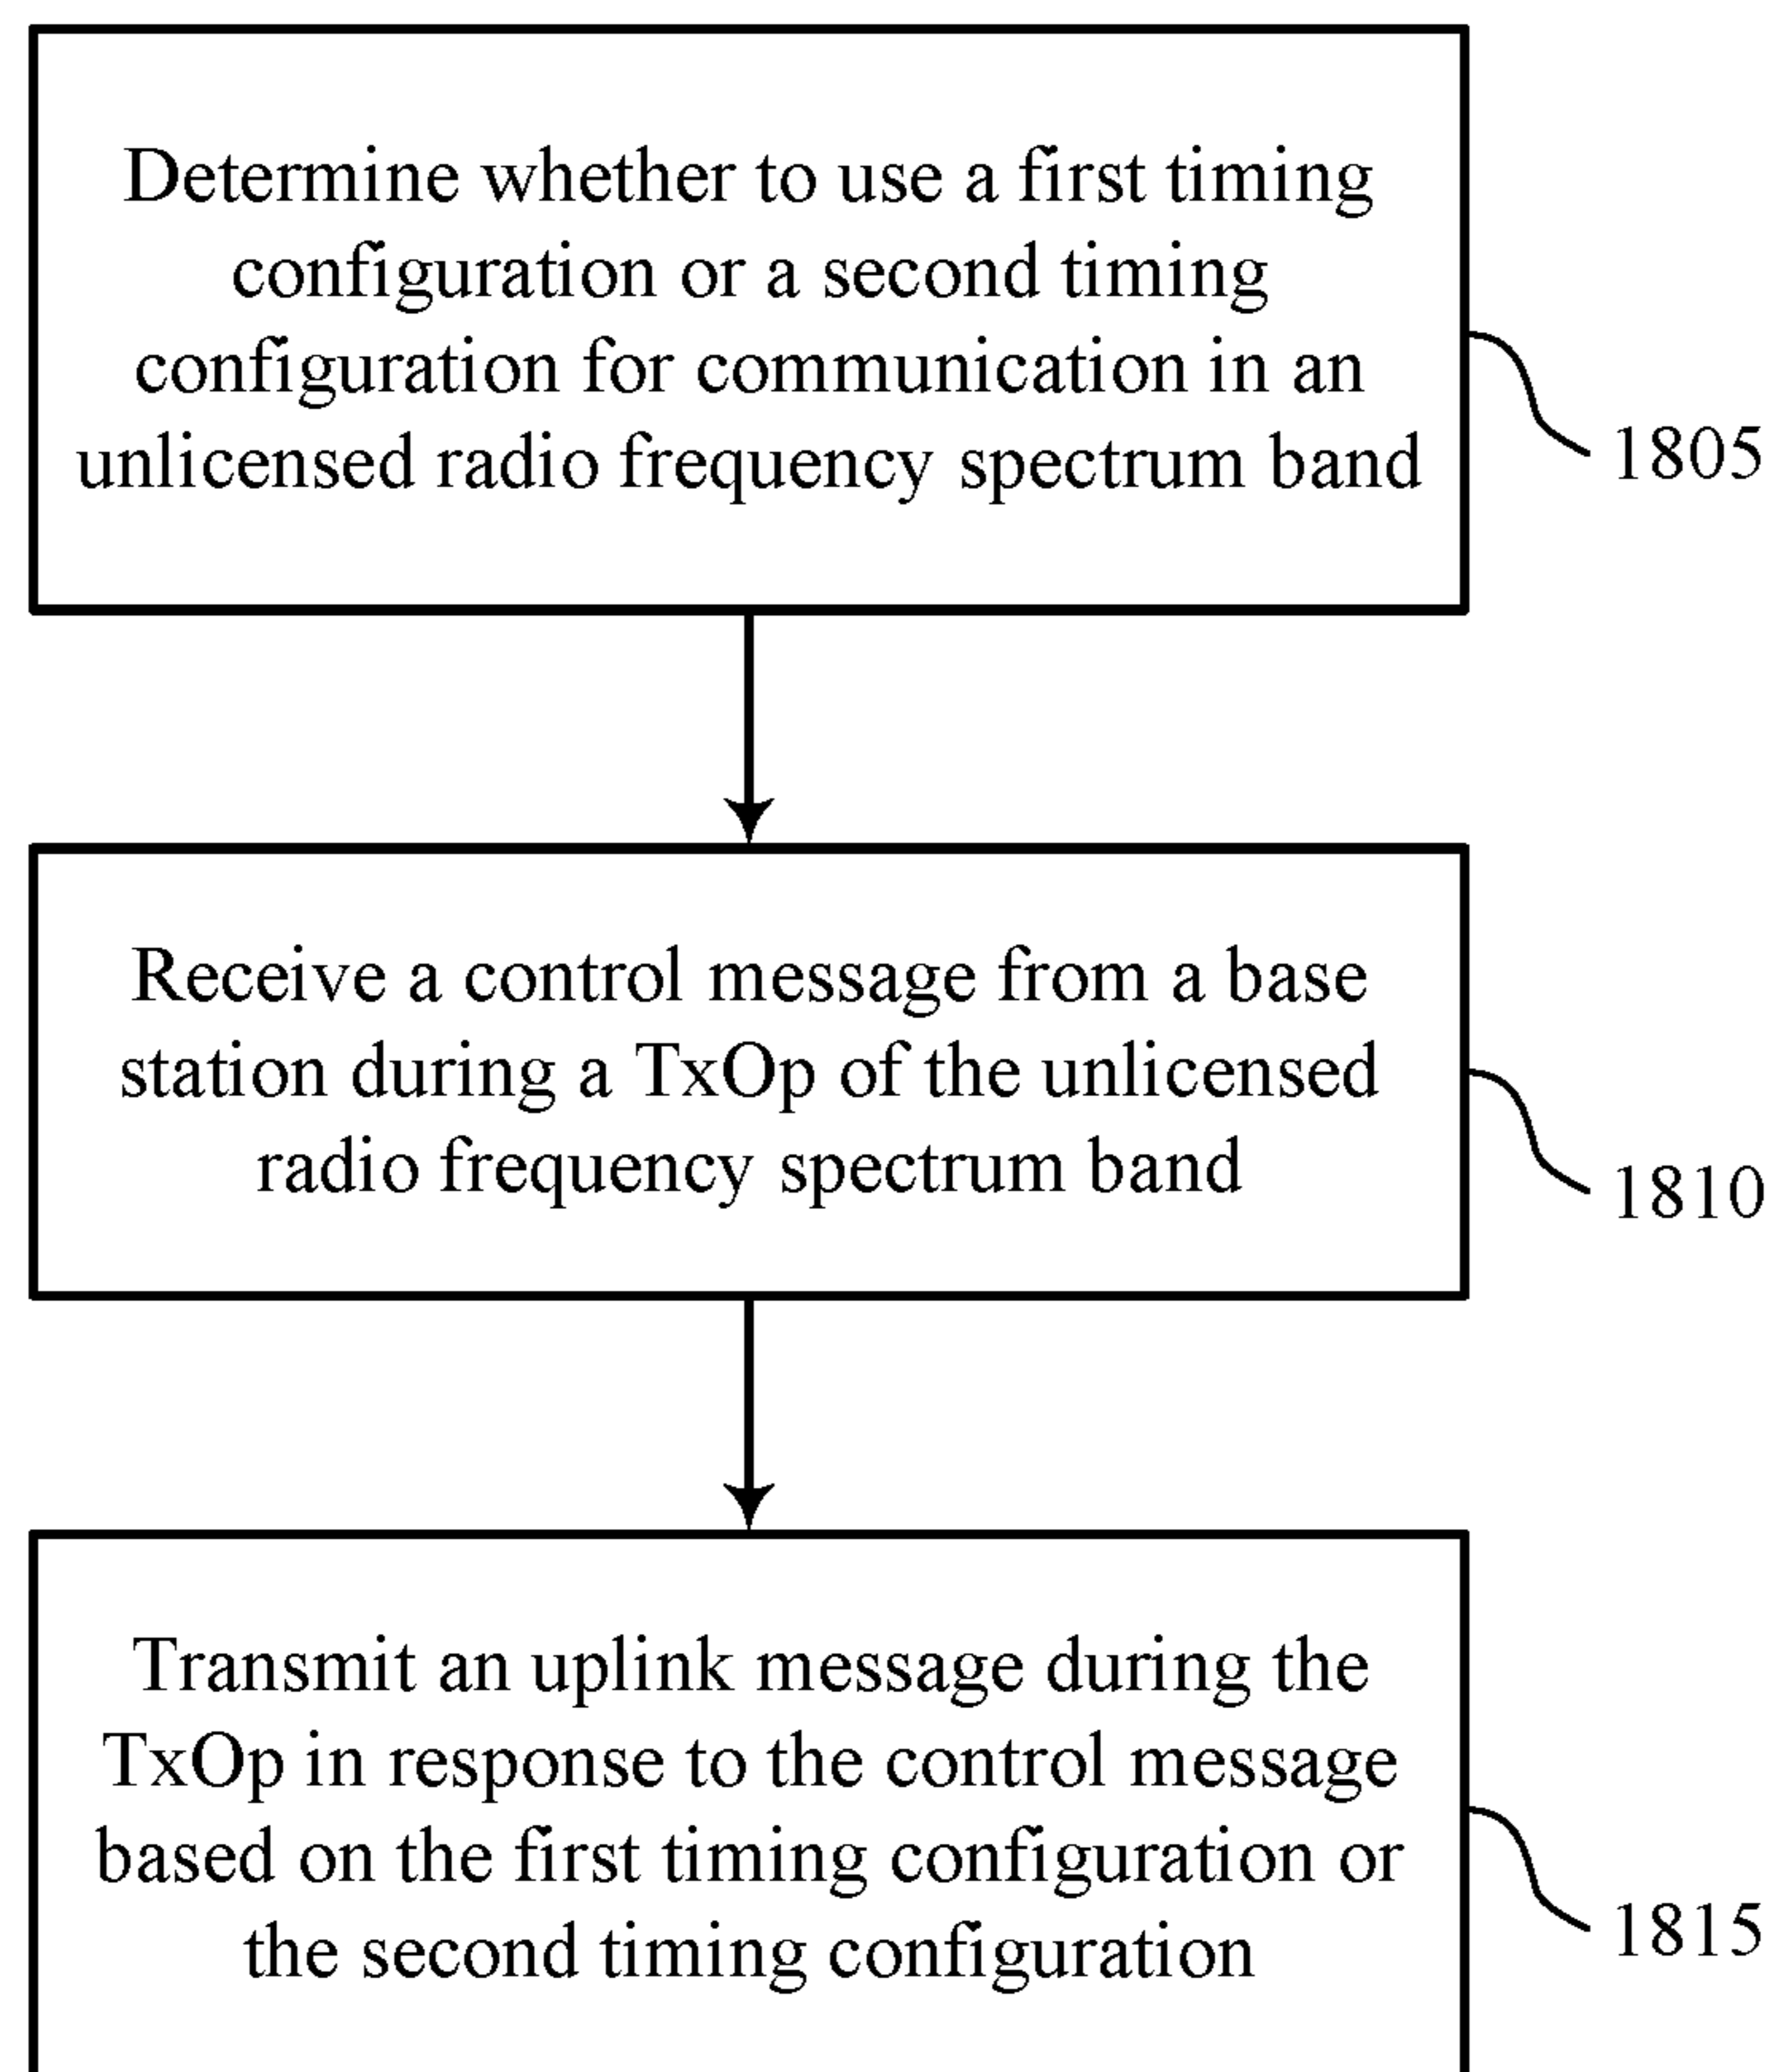 Determine whether to use a first timing
configuration or a second timing
configuration for communication in an
unlicensed radio frequency spectrum band
1805
Receive a control message from a base
station during a TxOp of the unlicensed
radio frequency spectrum band
1810
Transmit an uplink message during the
TxOp in response to the control message
based on the first timing configuration or
the second timing configuration
1815